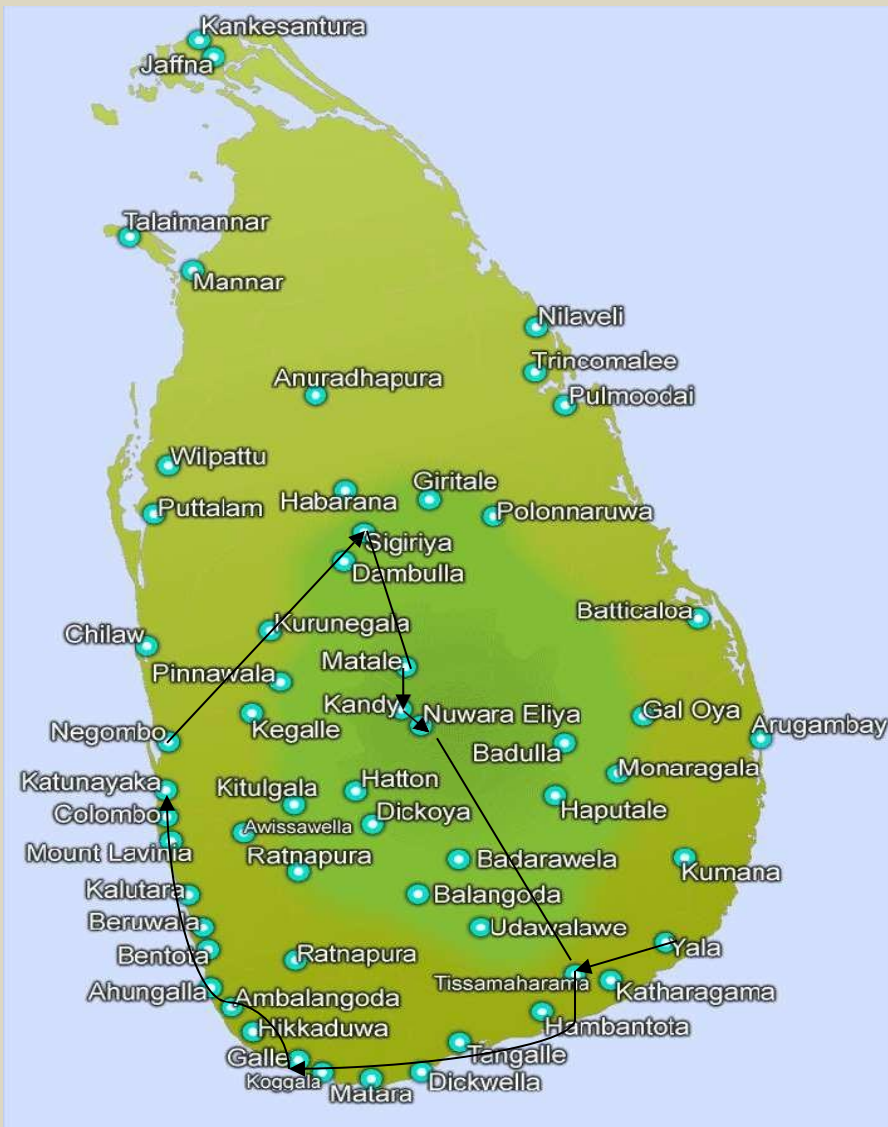 Kankesantura
Jaffna
Talaimannar
Mannar
Nilaveli
Trincomalee
Anuradhapura
Pulmoodai
Wilpattu
Giritale
Habarana
Puttalam
Polonnaruwa
Sigiriya
Dambulla
Batticaloa
Kurunegala
Chilaw
Matale
Pinnawala
Kandy
Nuwara Eliya
Gal Oya
Kegalle
Arugambay
Negombo
Badulla
Monaragala
Hatton
Katunayaka
Kitulgala
Haputale
Dickoya
Colombo
Awissawella
Mount Lavinia
Ratnapura
Badarawela
Kumana
Kalutara
Balangoda
Beruwala
Udawalawe
Yala
Bentota
Ratnapura
Tissamaharama
Ahungalla
Katharagama
Ambalangoda
Hikkaduwa
Hambantota
Galle
Tangalle
Koggala
Dickwella
Matara